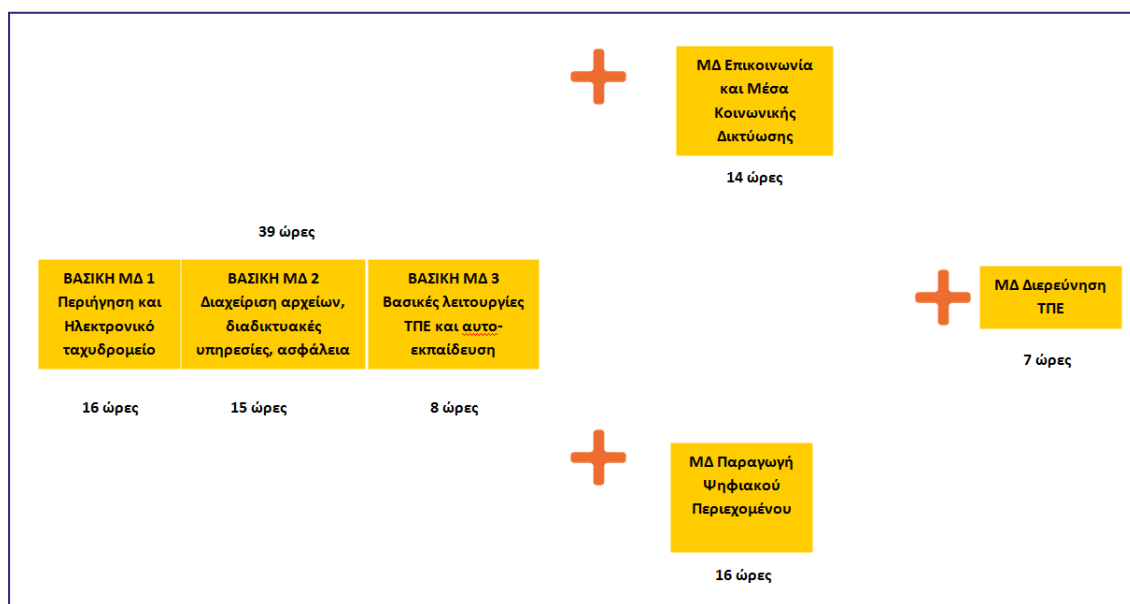 ΜΔ Επικοινωνία
και Μέσα
Κοινωνικής
Δικτύωσης
14 ώρες
39 ώρες
ΒΑΣΙΚΗ ΜΔ 1
Περιήγηση και
Ηλεκτρονικό
ταχυδρομείο
ΒΑΣΙΚΗ ΜΔ 2
Διαχείριση αρχείων,
διαδικτυακές
υπηρεσίες, ασφάλεια
ΒΑΣΙΚΗ ΜΔ 3
Βασικές λειτουργίες
ΤΠΕ και αυτο-
εκπαίδευση
16 ώρες
15 ώρες
8 ώρες
ΜΔ Διερεύνηση
ΤΠΕ
7 ώρες
ΜΔ Παραγωγή
Ψηφιακού
Περιεχομένου
16 ώρες